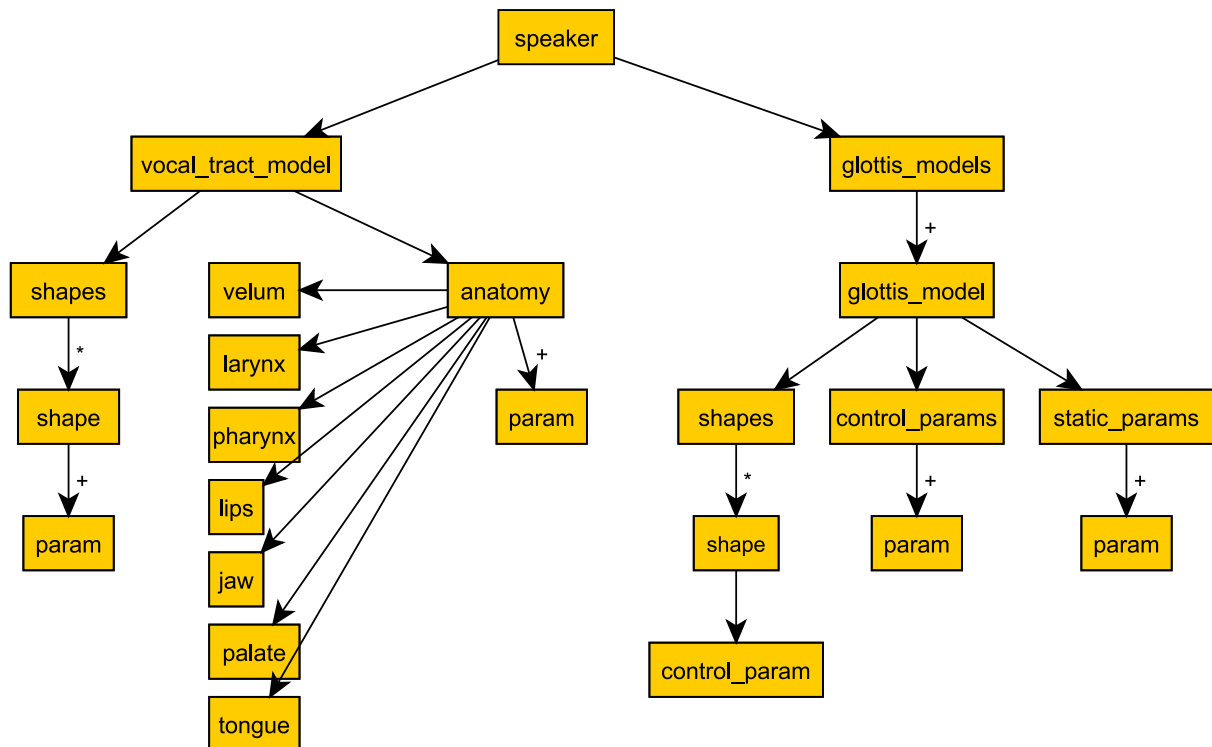 speaker
vocal_tract_model
glottis_models
+
shapes
velum
anatomy
glottis_model
larynx
*
+
shape
pharynx
param
shapes
control_params
static_params
+
lips
*
+
+
param
jaw
shape
param
param
palate
control_param
tongue